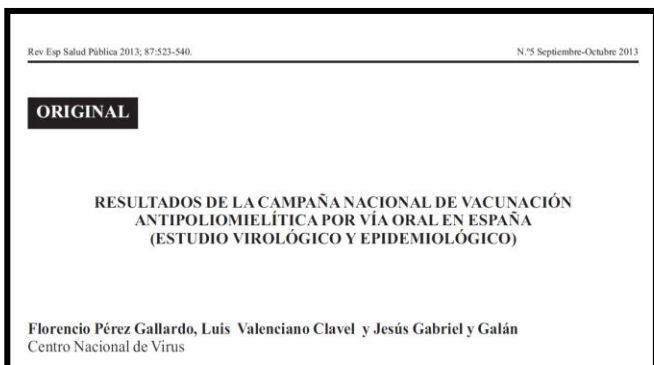 Rev Esp Salud Pública 2013; 87:523-540.
N.º5 Septiembre-Octubre 2013
ORIGINAL
RESULTADOS DE LA CAMPAÑA NACIONAL DE VACUNACIÓN
ANTIPOLIOMIELÍTICA POR VÍA ORAL EN ESPAÑA
(ESTUDIO VIROLÓGICO Y EPIDEMIOLÓGICO)
Florencio Pérez Gallardo, Luis Valenciano Clavel y Jesús Gabriel y Galán
Centro Nacional de Virus